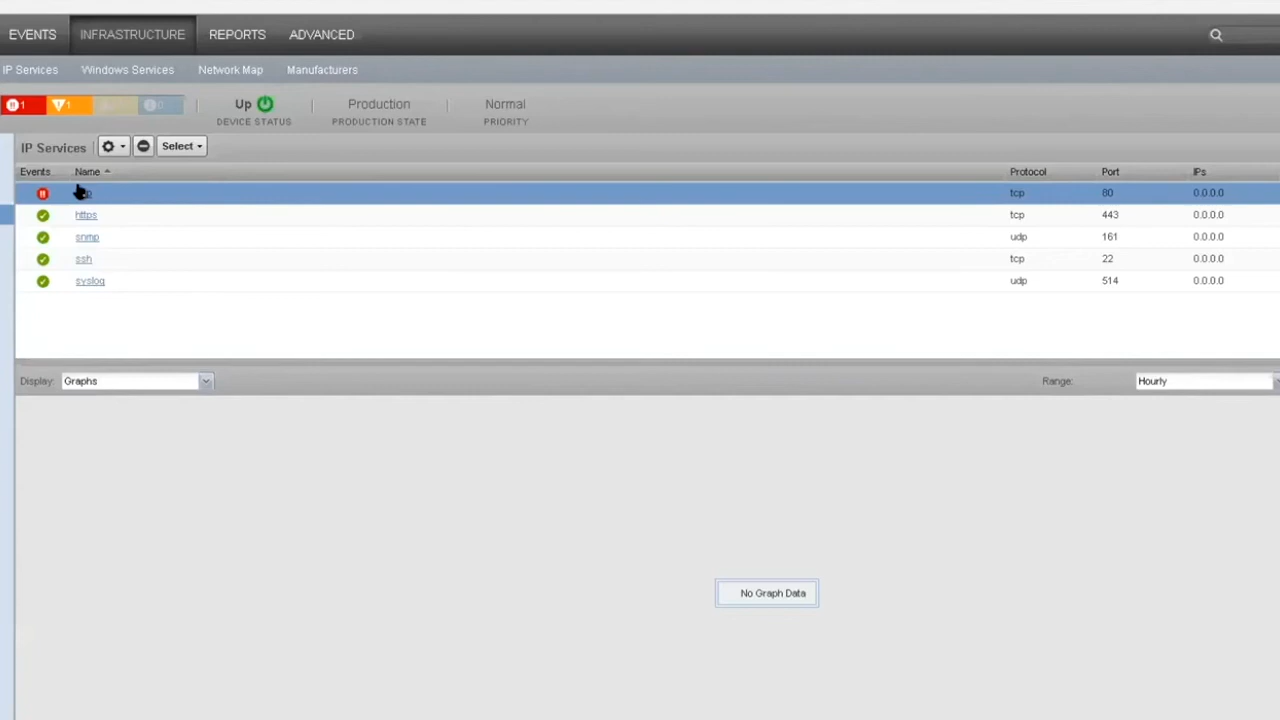 EVENTS INFRASTRUCTURE REPORTS ADVANCED
IP Services Windows Services Network Map Manufacturers
1 1 0 Up Production Normal
DEVICE STATUS PRODUCTION STATE PRIORITY
IP Services Select
Events Name Protocol Port IPs
tcp 80 0.0.0.0
https tcp 443 0.0.0.0
snmp udp 161 0.0.0.0
ssh tcp 22 0.0.0.0
syslog udp 514 0.0.0.0
Display: Graphs Range: Hourly
No Graph Data